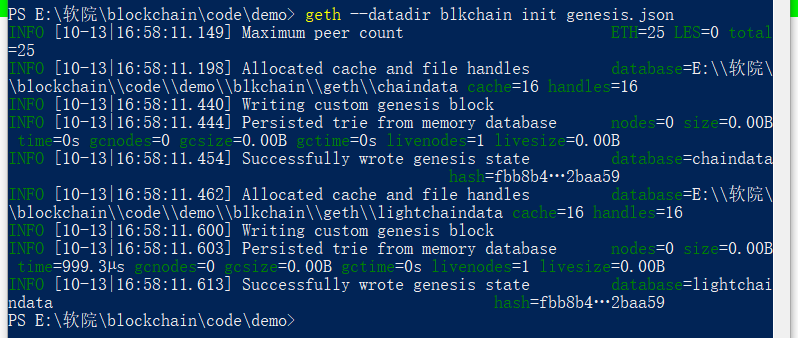 PS E:\软院\blockchain\code\demo> geth --datadir blkchain init genesis.json
INFO [10-13|16:58:11.149] Maximum peer count                       ETH=25 LES=0 total
=25
INFO [10-13|16:58:11.198] Allocated cache and file handles         database=E:\\软院\
\blockchain\\code\\demo\\blkchain\\geth\\chaindata cache=16 handles=16
INFO [10-13|16:58:11.440] Writing custom genesis block
INFO [10-13|16:58:11.444] Persisted trie from memory database      nodes=0 size=0.00B
 time=0s gcnodes=0 gcsize=0.00B gctime=0s livenodes=1 livesize=0.00B
INFO [10-13|16:58:11.454] Successfully wrote genesis state         database=chaindata
                          hash=fbb8b4…2baa59
INFO [10-13|16:58:11.462] Allocated cache and file handles         database=E:\\软院\
\blockchain\\code\\demo\\blkchain\\geth\\lightchaindata cache=16 handles=16
INFO [10-13|16:58:11.600] Writing custom genesis block
INFO [10-13|16:58:11.603] Persisted trie from memory database      nodes=0 size=0.00B
 time=999.3µs gcnodes=0 gcsize=0.00B gctime=0s livenodes=1 livesize=0.00B
INFO [10-13|16:58:11.613] Successfully wrote genesis state         database=lightchai
ndata                                         hash=fbb8b4…2baa59
PS E:\软院\blockchain\code\demo>